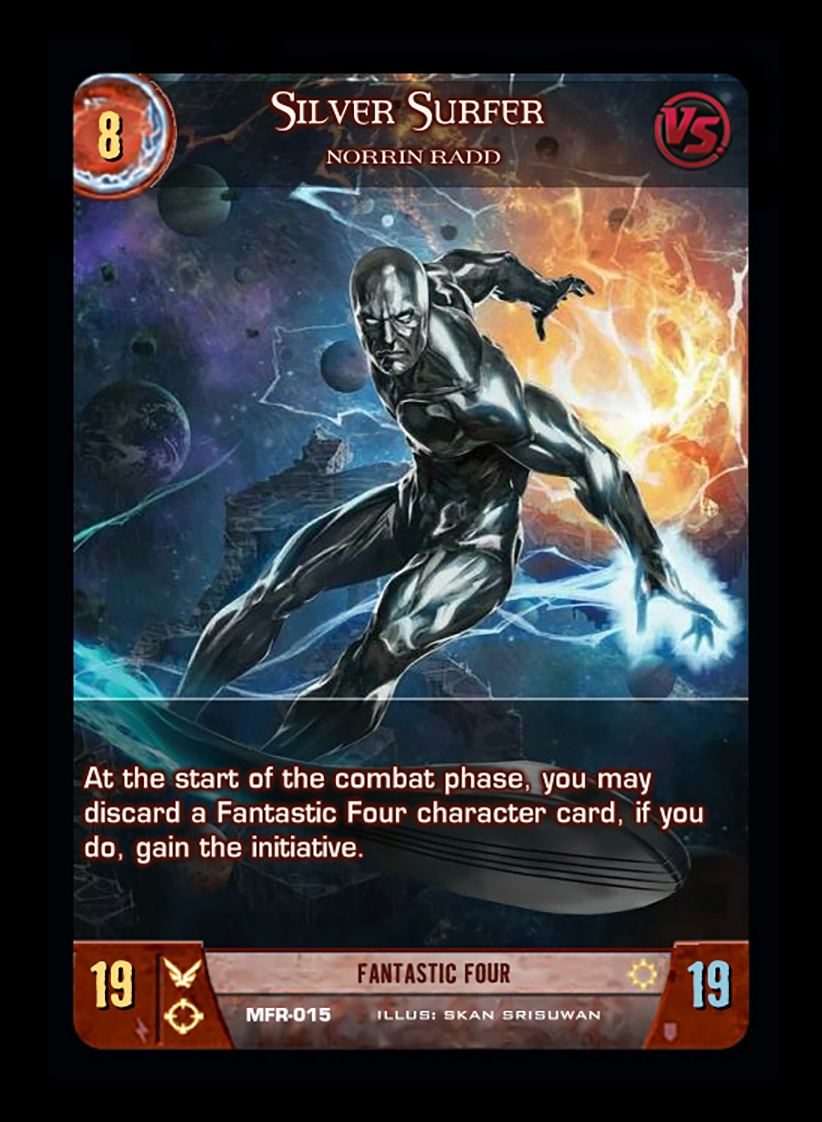 8
SILVER SURFER
NORRIN RADD
VS.
At the start of the combat phase, you may
discard a Fantastic Four character card, if you
do, gain the initiative.
19
FANTASTIC FOUR
19
MFR-015 ILLUS: SKAN SRISUWAN